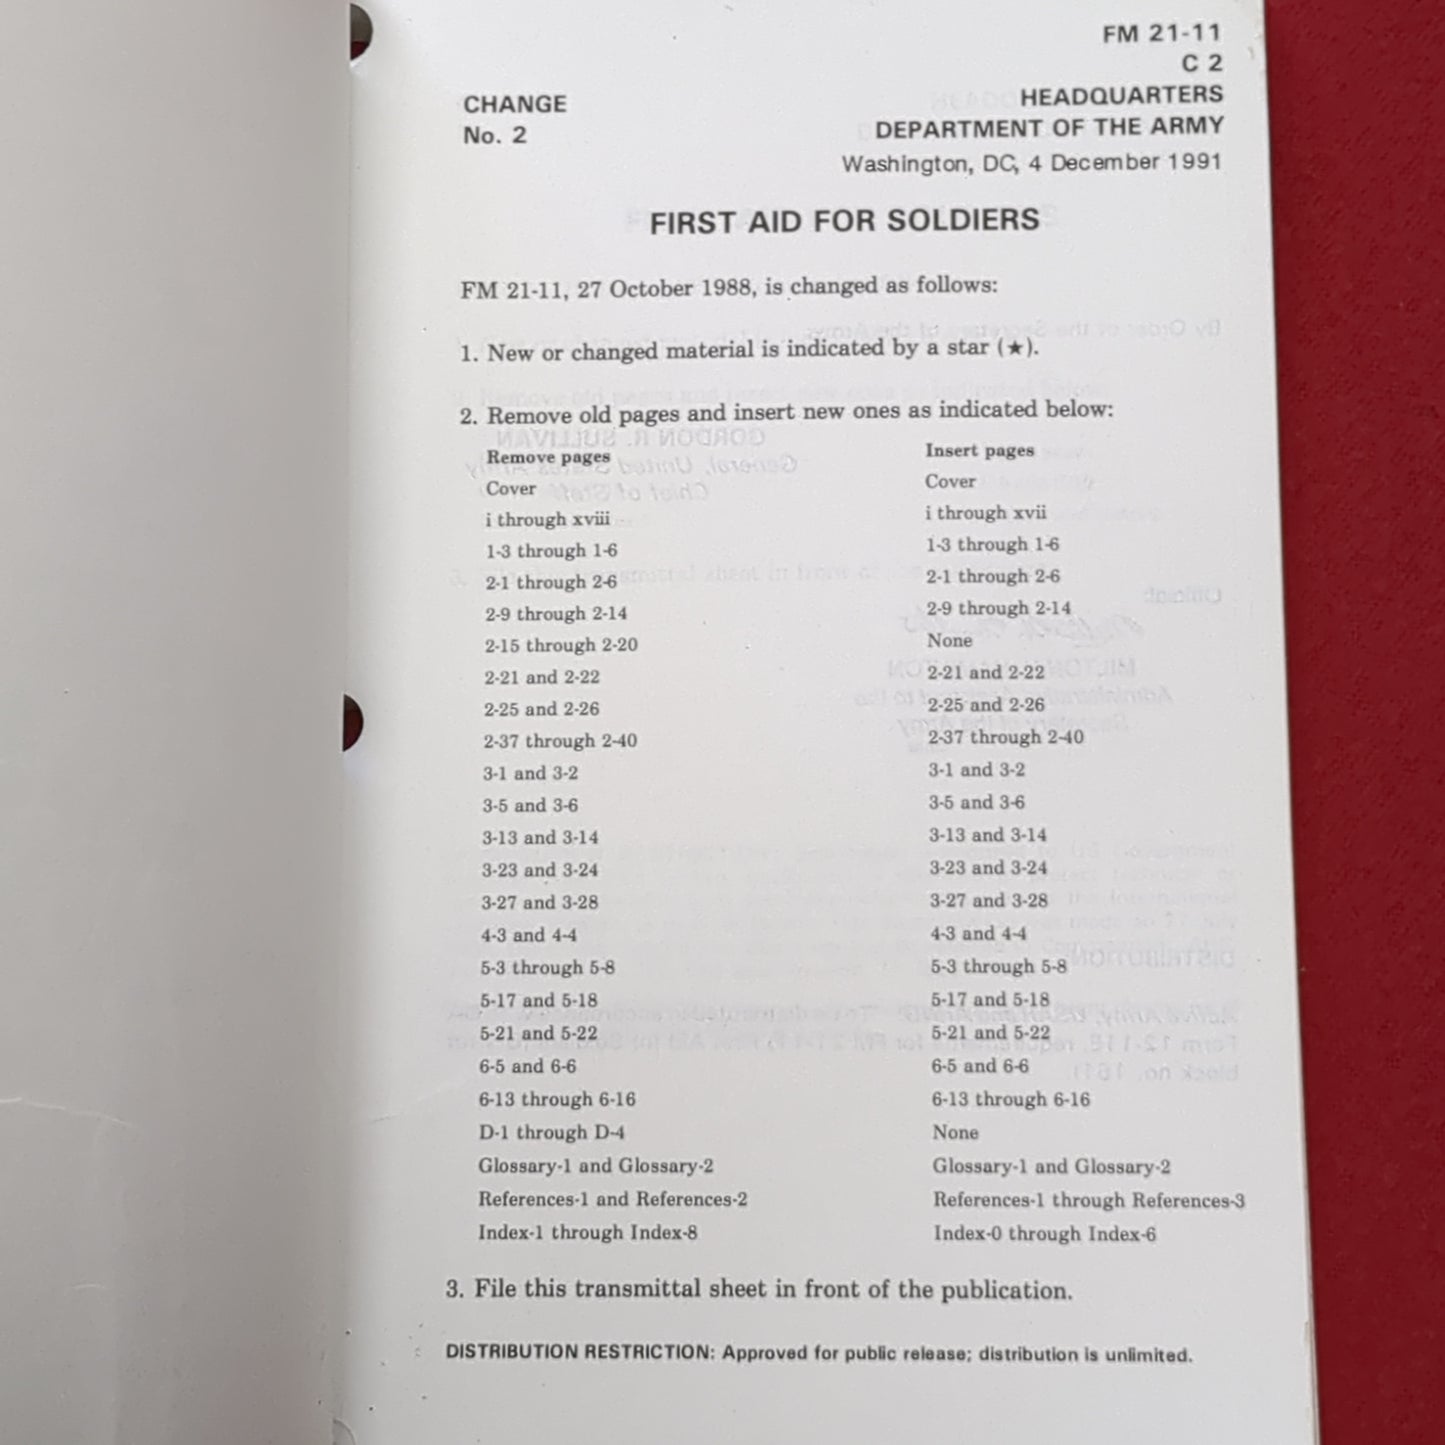 FM 21-11
C 2
CHANGE
No. 2
HEADQUARTERS
DEPARTMENT OF THE ARMY
Washington, DC, 4 December 1991
FIRST AID FOR SOLDIERS
FM 21-11, 27 October 1988, is changed as follows:
1. New or changed material is indicated by a star (★).
2. Remove old pages and insert new ones as indicated below:
Remove pages Insert pages
Cover Cover
i through xviii i through xvii
1-3 through 1-6 1-3 through 1-6
2-1 through 2-6 2-1 through 2-6
2-9 through 2-14 2-9 through 2-14
2-15 through 2-20 None
2-21 and 2-22 2-21 and 2-22
2-25 and 2-26 2-25 and 2-26
2-37 through 2-40 2-37 through 2-40
3-1 and 3-2 3-1 and 3-2
3-5 and 3-6 3-5 and 3-6
3-13 and 3-14 3-13 and 3-14
3-23 and 3-24 3-23 and 3-24
3-27 and 3-28 3-27 and 3-28
4-3 and 4-4 4-3 and 4-4
5-3 through 5-8 5-3 through 5-8
5-17 and 5-18 5-17 and 5-18
5-21 and 5-22 5-21 and 5-22
6-5 and 6-6 6-5 and 6-6
6-13 through 6-16 6-13 through 6-16
D-1 through D-4 None
Glossary-1 and Glossary-2 Glossary-1 and Glossary-2
References-1 and References-2 References-1 through References-3
Index-1 through Index-8 Index-0 through Index-6
3. File this transmittal sheet in front of the publication.
DISTRIBUTION RESTRICTION: Approved for public release; distribution is unlimited.